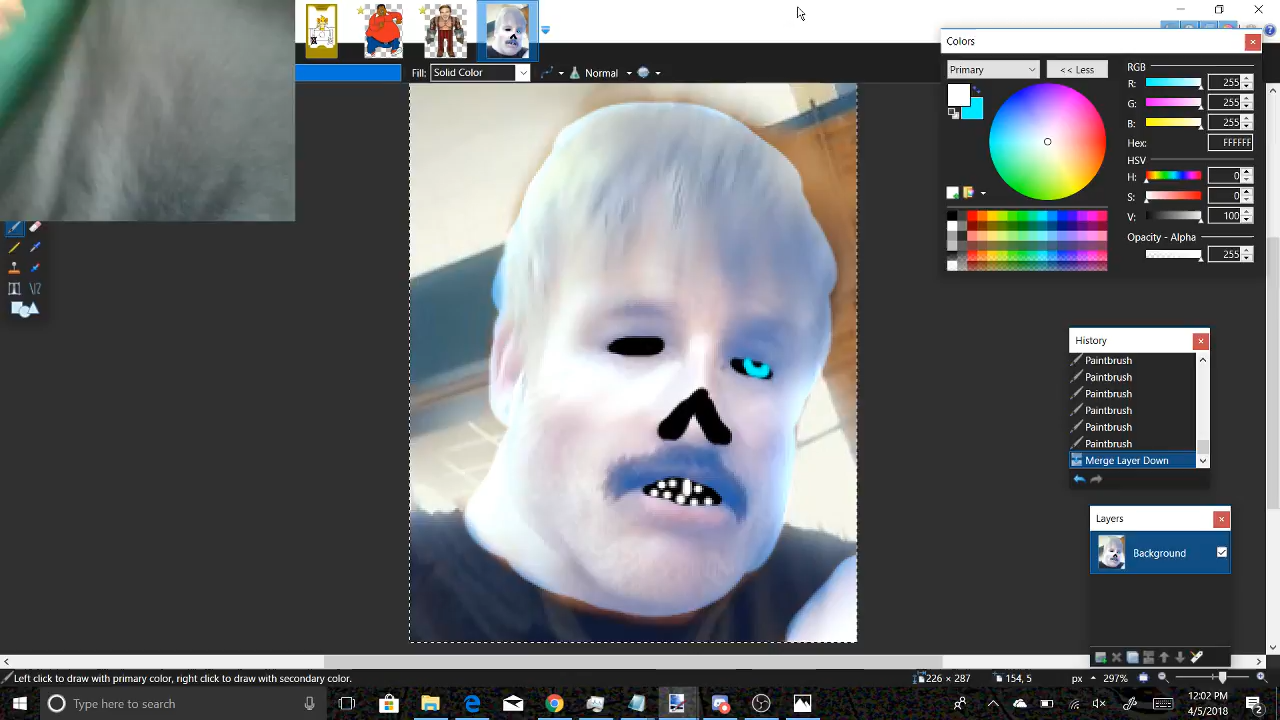 Fill:
Solid Color
Normal
Colors
Primary
<< Less
RGB
R:
255
G:
255
B:
255
Hex:
FFFFFF
HSV
H:
0
S:
0
V:
100
Opacity - Alpha
255
History
Paintbrush
Paintbrush
Paintbrush
Paintbrush
Paintbrush
Paintbrush
Merge Layer Down
Layers
Background
Left click to draw with primary color, right click to draw with secondary color.
226 × 287
154, 5
px
297%
Type here to search
12:02 PM
4/5/2018
2